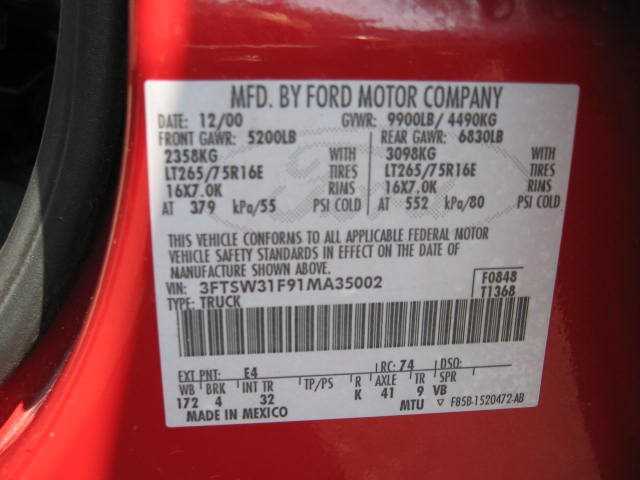 MFD. BY FORD MOTOR COMPANY
DATE: 12/00 GVWR: 9900LB/ 4490KG
FRONT GAWR: 5200LB REAR GAWR: 6830LB
2358KG WITH 3098KG WITH
LT265/75R16E TIRES LT265/75R16E TIRES
16X7.0K RIMS 16X7.0K RIMS
AT 379 kPa/55 PSI COLD AT 552 kPa/80 PSI COLD
THIS VEHICLE CONFORMS TO ALL APPLICABLE FEDERAL MOTOR
VEHICLE SAFETY STANDARDS IN EFFECT ON THE DATE OF
MANUFACTURE SHOWN ABOVE.
VIN: 3FTSW31F91MA35002 F0848
TYPE: TRUCK T1368
EXT PNT: E4 RC: 74 DSO:
WB BRK INT TR TP/PS R AXLE TR SPR
172 4 32 K 41 9 VB
MADE IN MEXICO MTU ▽ F85B-1520472-AB